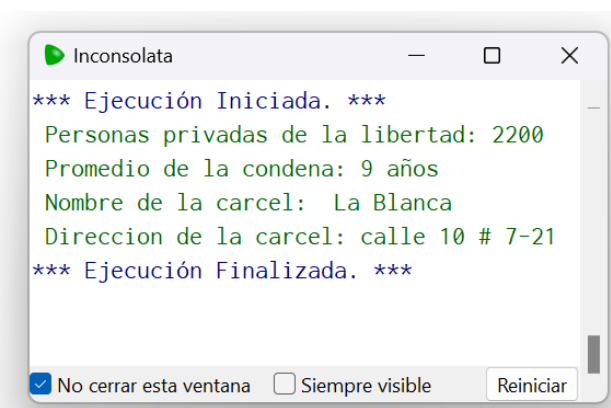 Inconsolata
*** Ejecución Iniciada. ***
Personas privadas de la libertad: 2200
Promedio de la condena: 9 años
Nombre de la carcel:  La Blanca
Direccion de la carcel: calle 10 # 7-21
*** Ejecución Finalizada. ***
No cerrar esta ventana Siempre visible Reiniciar